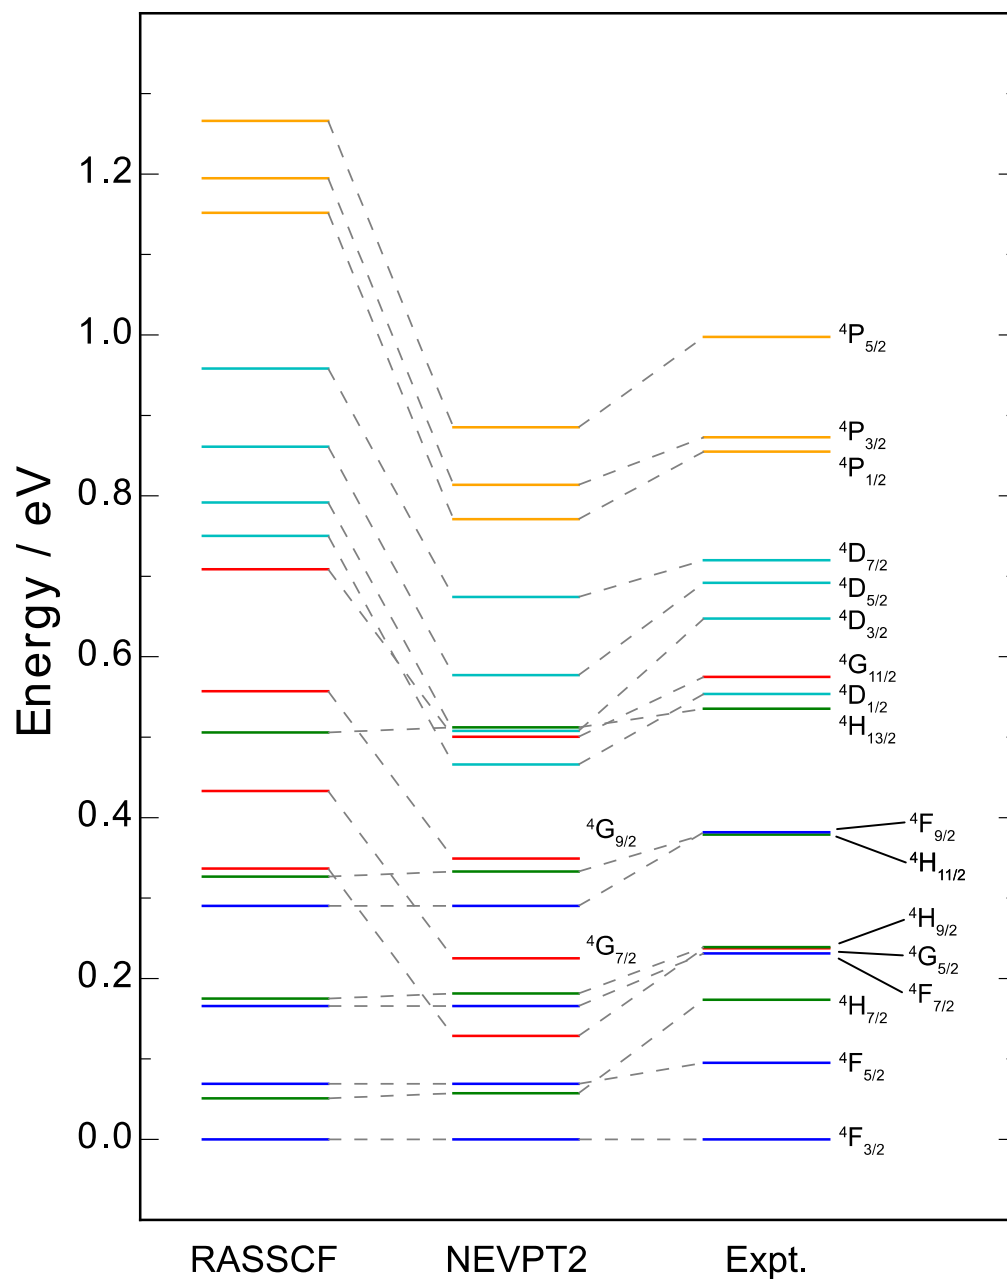 Energy / eV
1.2
1.0
0.8
0.6
0.4
0.2
0.0
⁴P₅/₂
⁴P₃/₂
⁴P₁/₂
⁴D₇/₂
⁴D₅/₂
⁴D₃/₂
⁴G₁₁/₂
⁴D₁/₂
⁴H₁₃/₂
⁴G₉/₂
⁴F₉/₂
⁴H₁₁/₂
⁴G₇/₂
⁴H₉/₂
⁴G₅/₂
⁴F₇/₂
⁴H₇/₂
⁴F₅/₂
⁴F₃/₂
RASSCF NEVPT2 Expt.